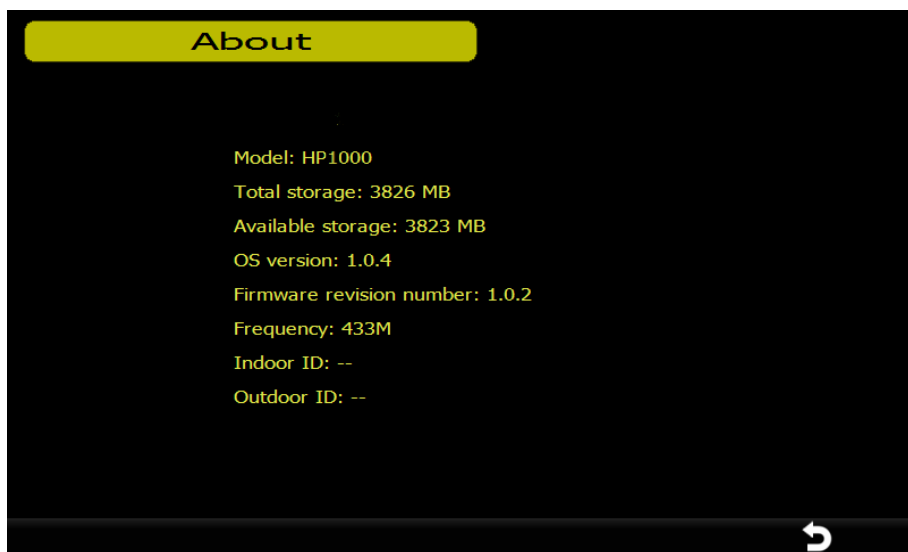 About
Model: HP1000
Total storage: 3826 MB
Available storage: 3823 MB
OS version: 1.0.4
Firmware revision number: 1.0.2
Frequency: 433M
Indoor ID: --
Outdoor ID: --